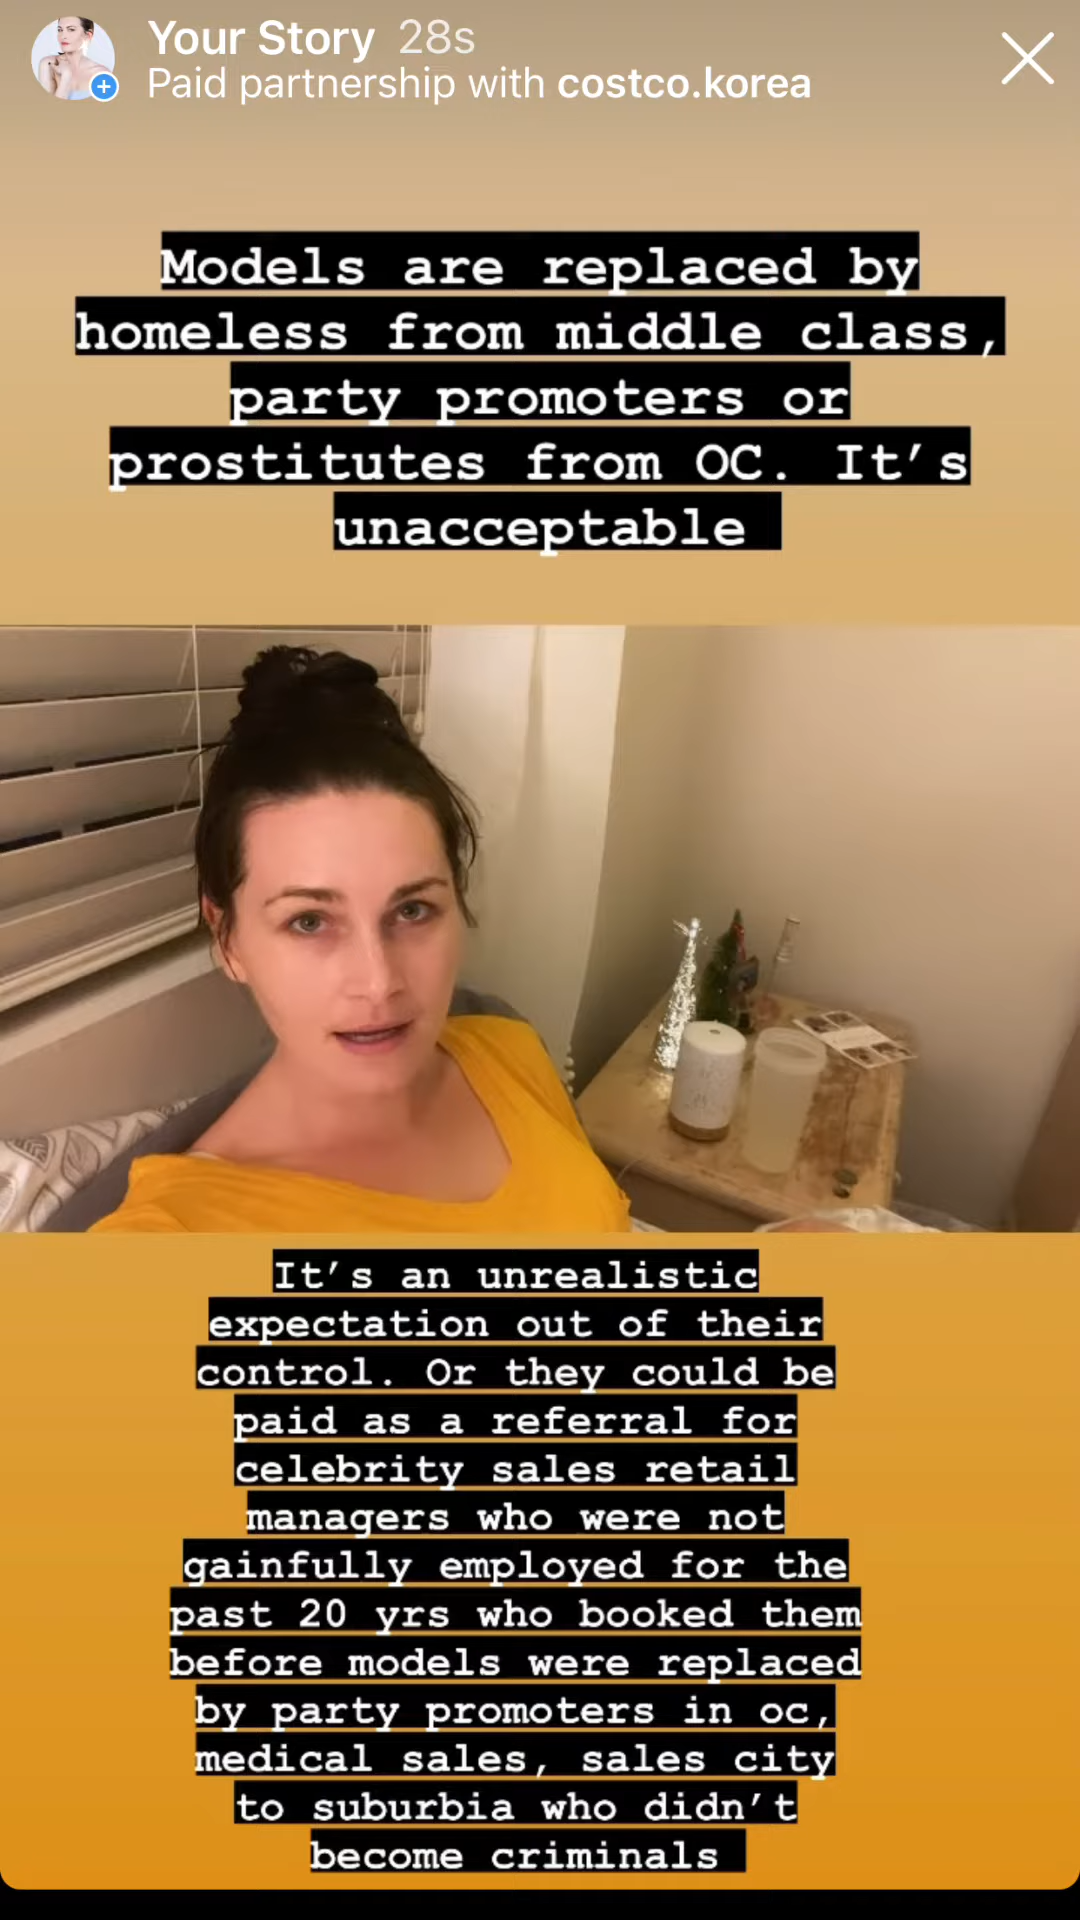 Your Story 28s
Paid partnership with costco.korea
Models are replaced by
homeless from middle class,
party promoters or
prostitutes from OC. It’s
unacceptable
It’s an unrealistic
expectation out of their
control. Or they could be
paid as a referral for
celebrity sales retail
managers who were not
gainfully employed for the
past 20 yrs who booked them
before models were replaced
by party promoters in oc,
medical sales, sales city
to suburbia who didn’t
become criminals